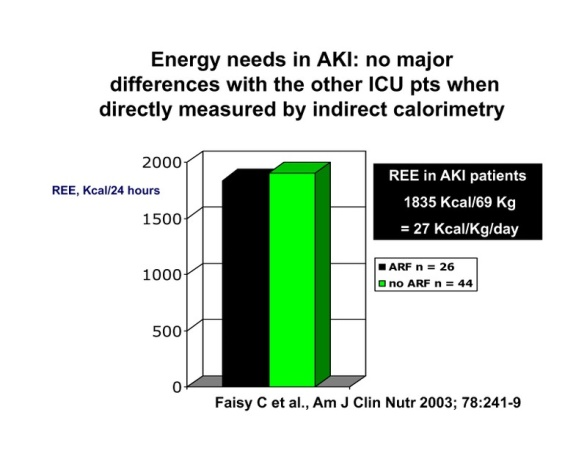 Energy needs in AKI: no major
differences with the other ICU pts when
directly measured by indirect calorimetry
REE, Kcal/24 hours
2000
1500
1000
500
0
REE in AKI patients
1835 Kcal/69 Kg
= 27 Kcal/Kg/day
ARF n = 26
no ARF n = 44
Faisy C et al., Am J Clin Nutr 2003; 78:241-9